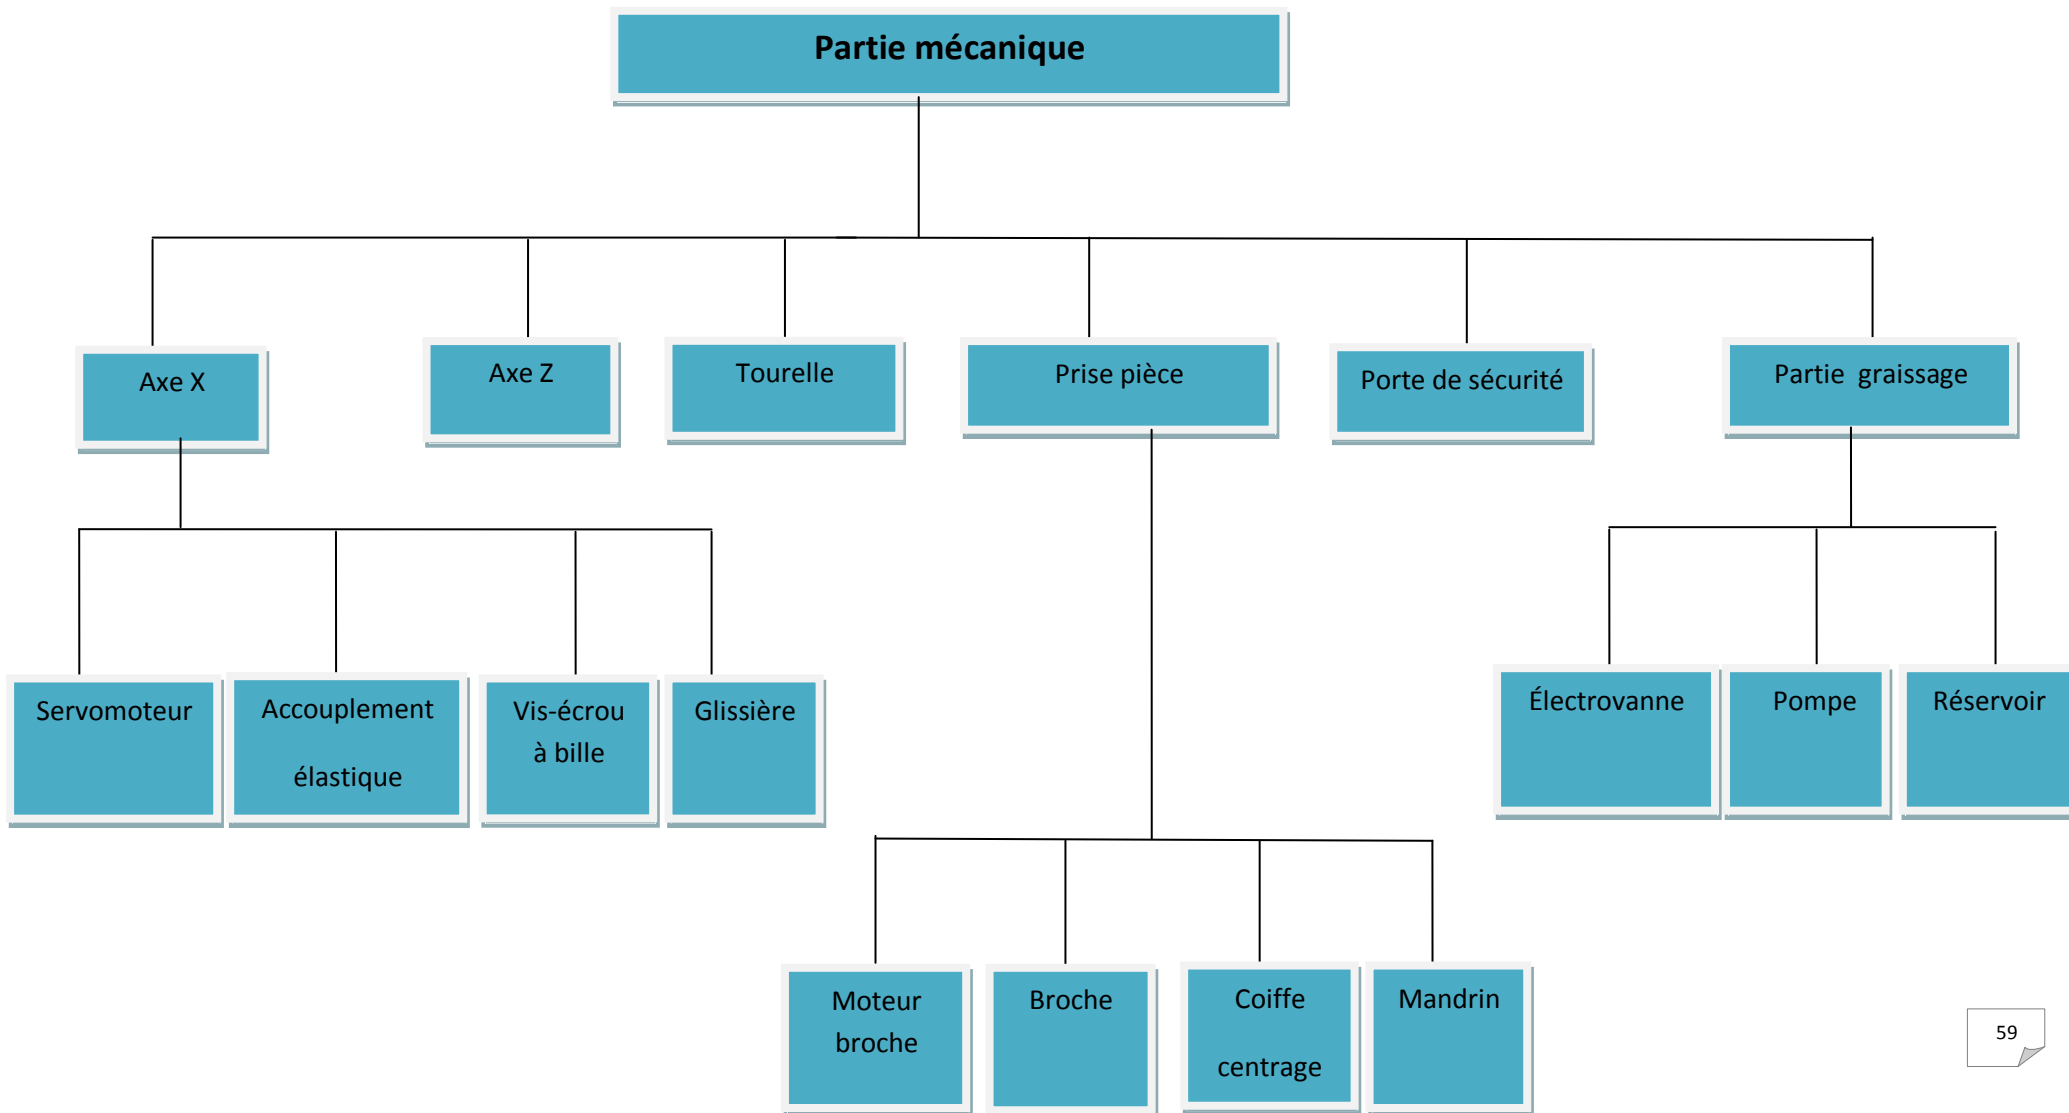 Partie mécanique
Axe X
Axe Z
Tourelle
Prise pièce
Porte de sécurité
Partie graissage
Servomoteur
Accouplement
élastique
Vis-écrou
à bille
Glissière
Électrovanne
Pompe
Réservoir
Moteur
broche
Broche
Coiffe
centrage
Mandrin
59